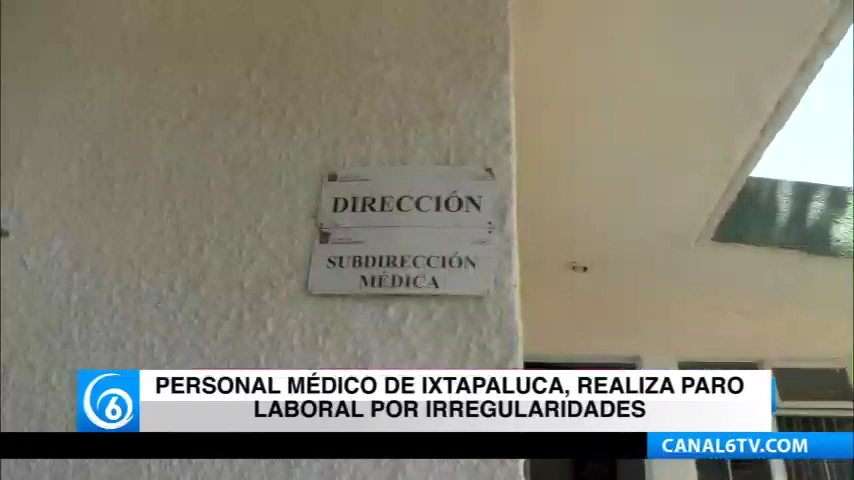 DIRECCIÓN
SUBDIRECCIÓN
MÉDICA
6
PERSONAL MÉDICO DE IXTAPALUCA, REALIZA PARO
LABORAL POR IRREGULARIDADES
CANAL6TV.COM